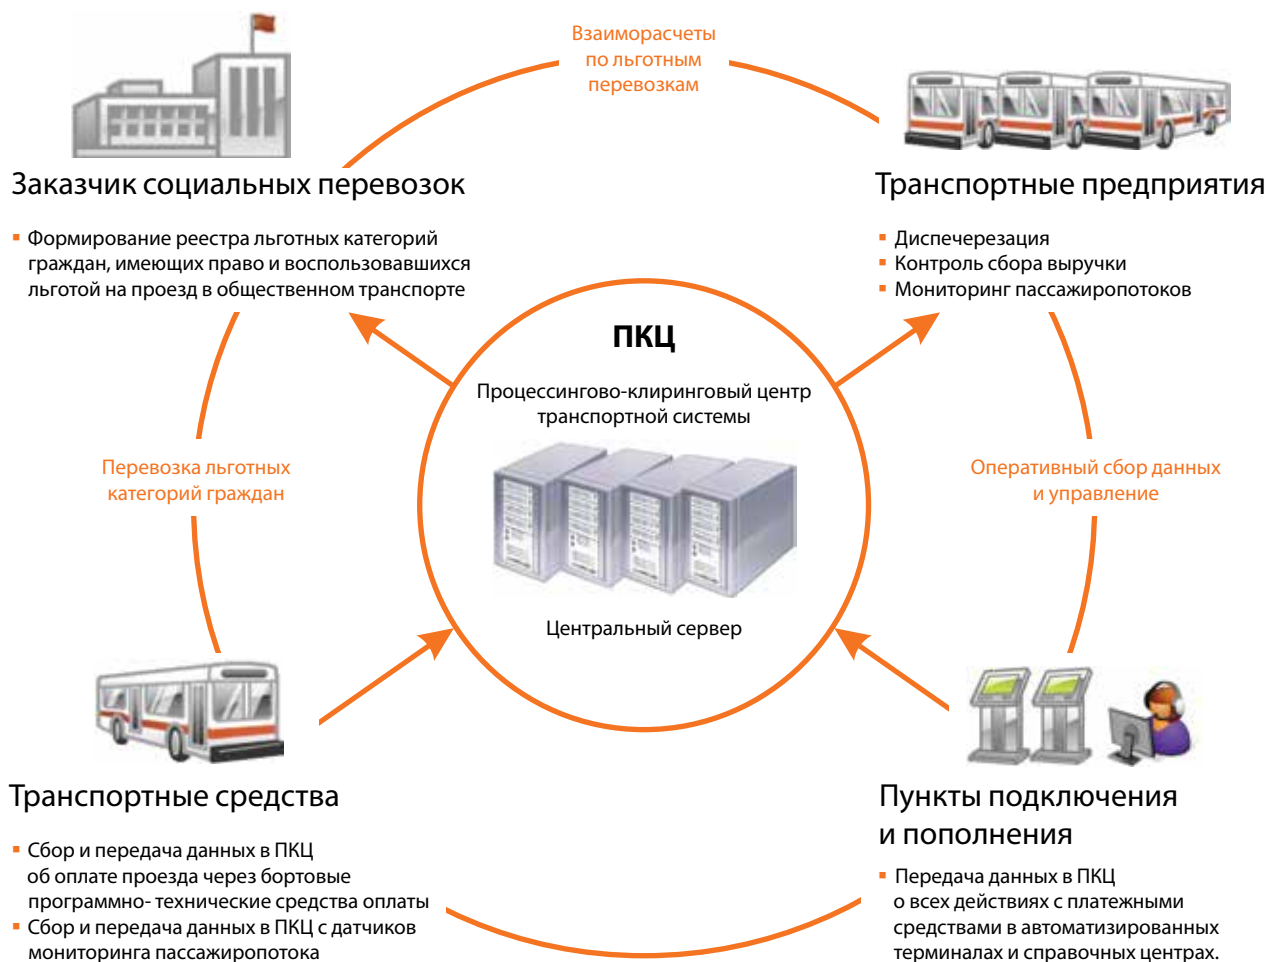 Взаиморасчеты
по льготным
перевозкам
Заказчик социальных перевозок
▪ Формирование реестра льготных категорий
граждан, имеющих право и воспользовавшихся
льготой на проезд в общественном транспорте
Транспортные предприятия
▪ Диспечерезация
▪ Контроль сбора выручки
▪ Мониторинг пассажиропотоков
ПКЦ
Процессингово-клиринговый центр
транспортной системы
Центральный сервер
Перевозка льготных
категорий граждан
Оперативный сбор данных
и управление
Транспортные средства
▪ Сбор и передача данных в ПКЦ
об оплате проезда через бортовые
программно- технические средства оплаты
▪ Сбор и передача данных в ПКЦ с датчиков
мониторинга пассажиропотока
Пункты подключения
и пополнения
▪ Передача данных в ПКЦ
о всех действиях с платежными
средствами в автоматизированных
терминалах и справочных центрах.